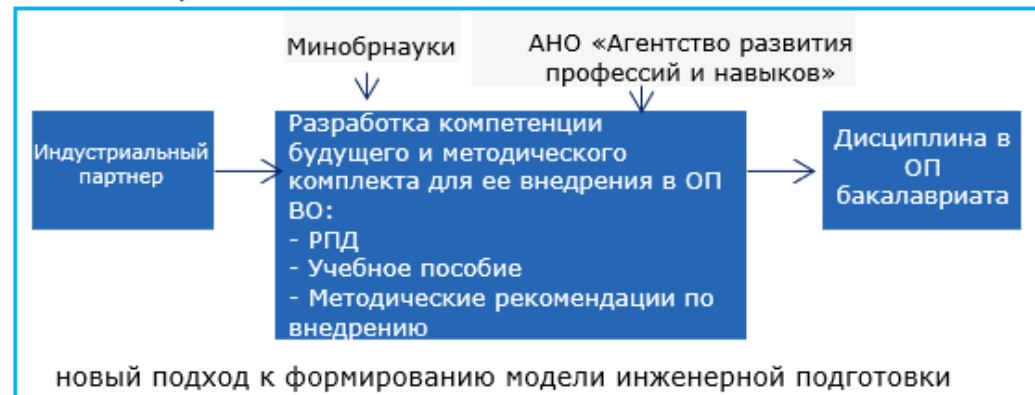 Минобрнауки
АНО «Агентство развития
профессий и навыков»
Индустриальный
партнер
Разработка компетенции
будущего и методического
комплекта для ее внедрения в ОП
ВО:
- РПД
- Учебное пособие
- Методические рекомендации по
внедрению
Дисциплина в
ОП
бакалавриата
новый подход к формированию модели инженерной подготовки